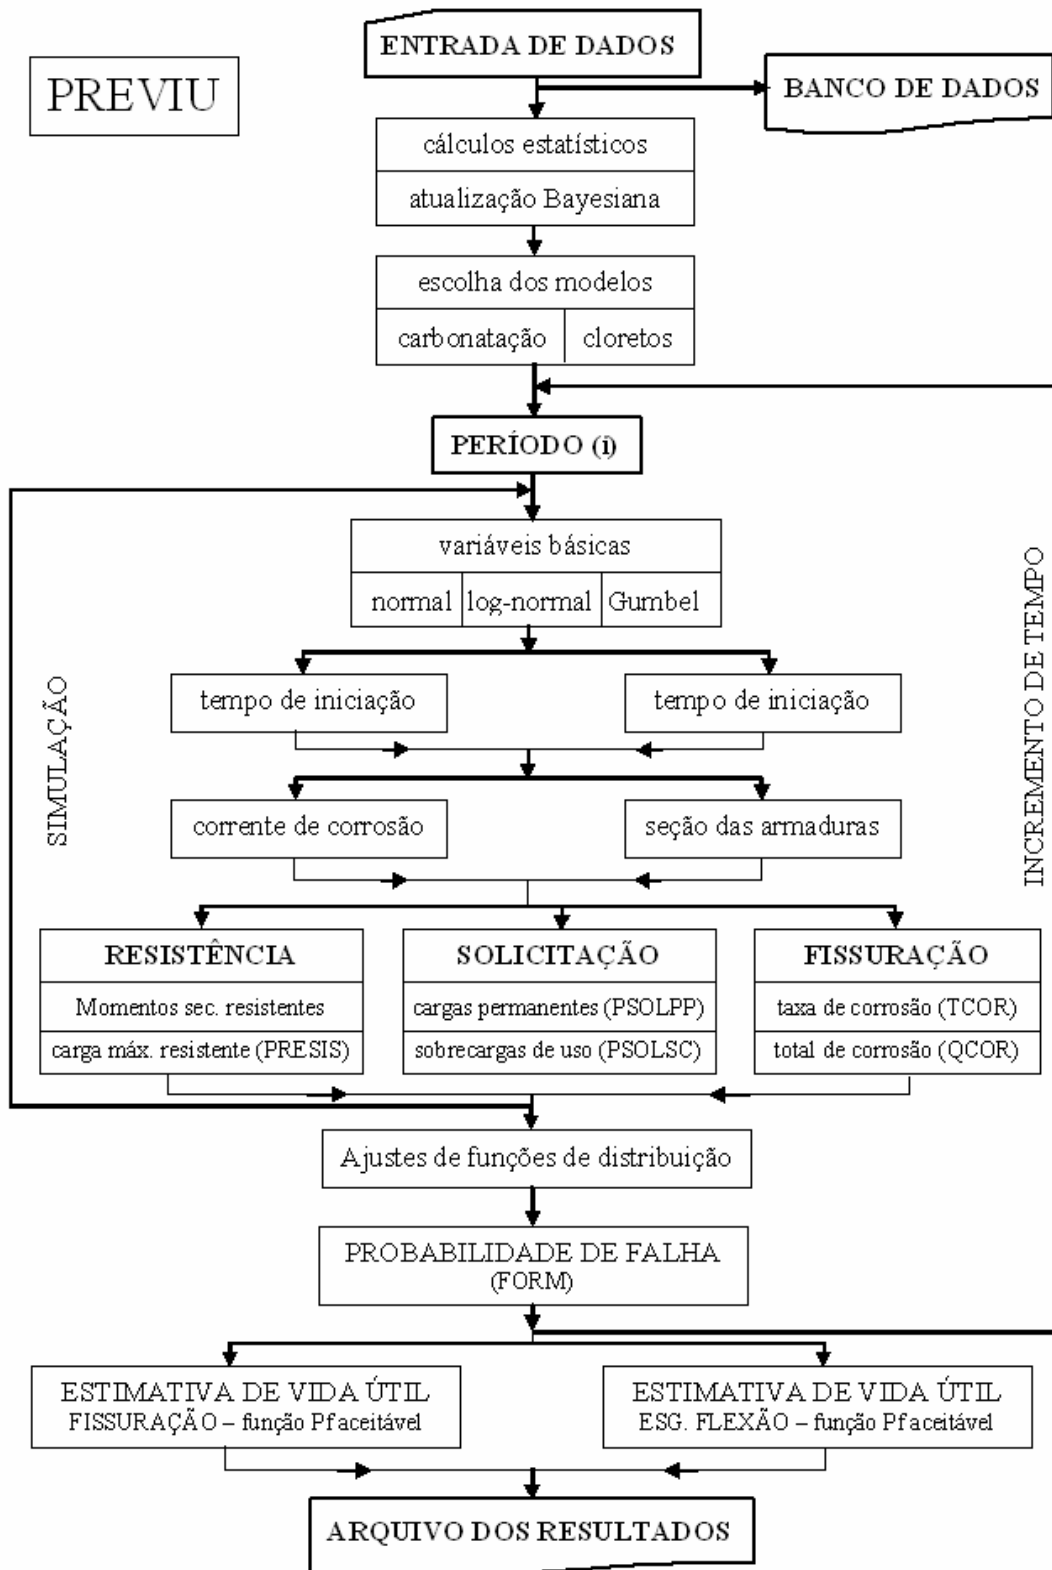 ENTRADA DE DADOS
PREVIU
BANCO DE DADOS
cálculos estatísticos
atualização Bayesiana
escolha dos modelos
carbonatação
cloretos
PERÍODO (i)
variáveis básicas
normal
log-normal
Gumbel
SIMULAÇÃO
INCREMENTO DE TEMPO
tempo de iniciação
tempo de iniciação
corrente de corrosão
seção das armaduras
RESISTÊNCIA
Momentos sec. resistentes
carga máx. resistente (PRESIS)
SOLICITAÇÃO
cargas permanentes (PSOLPP)
sobrecargas de uso (PSOLSC)
FISSURAÇÃO
taxa de corrosão (TCOR)
total de corrosão (QCOR)
Ajustes de funções de distribuição
PROBABILIDADE DE FALHA
(FORM)
ESTIMATIVA DE VIDA ÚTIL
FISSURAÇÃO – função Pfaceitável
ESTIMATIVA DE VIDA ÚTIL
ESG. FLEXÃO – função Pfaceitável
ARQUIVO DOS RESULTADOS